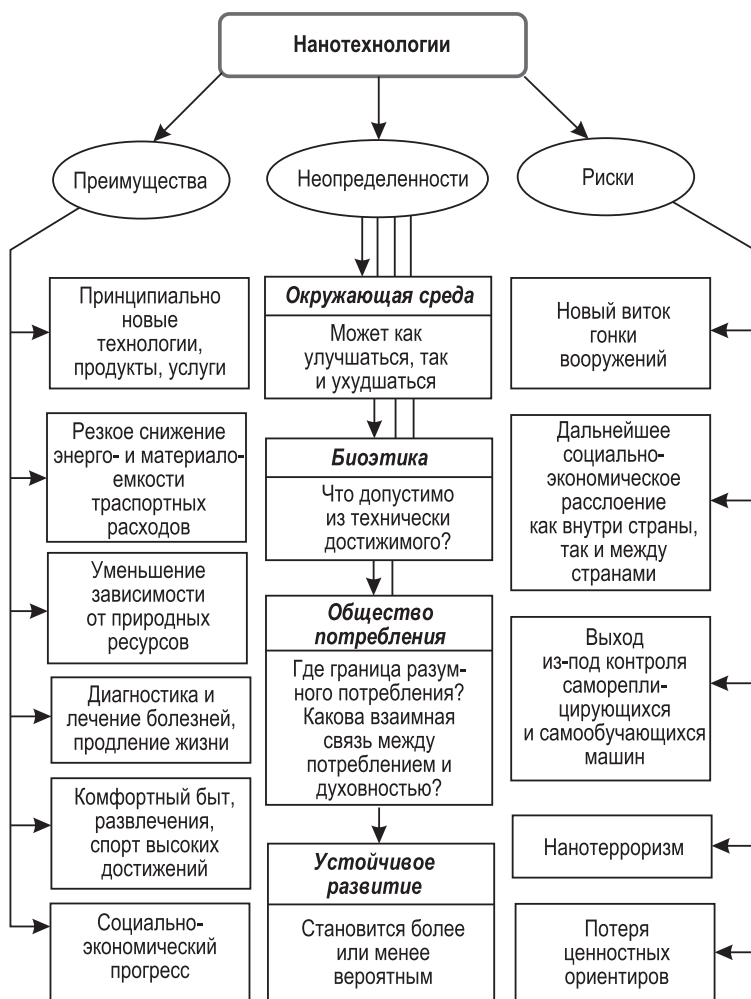 Нанотехнологии
Преимущества
Неопределенности
Риски
Принципиально
новые
технологии,
продукты, услуги
Резкое снижение
энерго- и материало-
емкости
траспортных
расходов
Уменьшение
зависимости
от природных
ресурсов
Диагностика и
лечение болезней,
продление жизни
Комфортный быт,
развлечения,
спорт высоких
достижений
Социально-
экономический
прогресс
Окружающая среда
Может как
улучшаться, так
и ухудшаться
Биоэтика
Что допустимо
из технически
достижимого?
Общество
потребления
Где граница разум-
ного потребления?
Какова взаимная
связь между
потреблением и
духовностью?
Устойчивое
развитие
Становится более
или менее
вероятным
Новый виток
гонки
вооружений
Дальнейшее
социально-
экономическое
расслоение
как внутри страны,
так и между
странами
Выход
из-под контроля
саморепли-
цирующихся
и самообучающихся
машин
Нанотерроризм
Потеря
ценностных
ориентиров